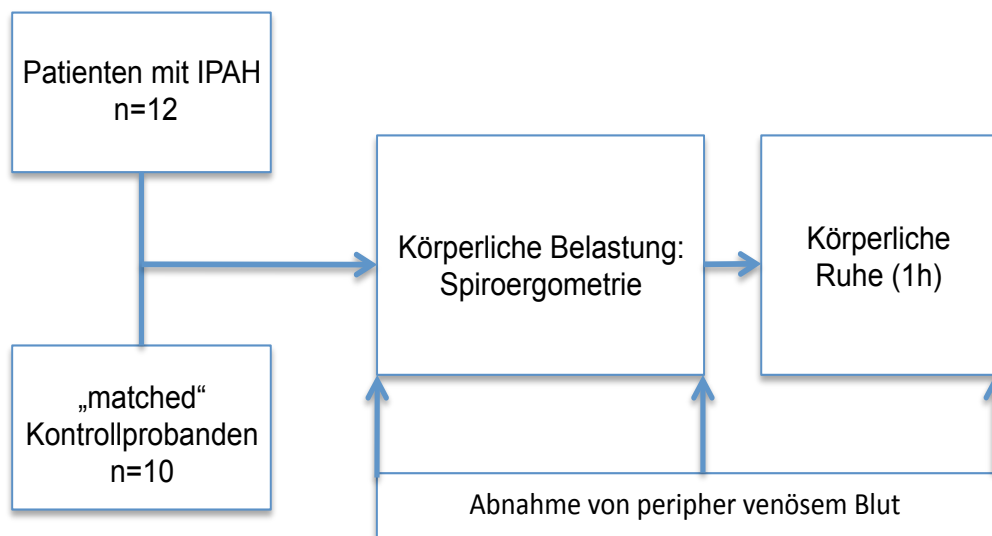 Patienten mit IPAH
n=12
Körperliche Belastung:
Spiroergometrie
Körperliche
Ruhe (1h)
„matched“
Kontrollprobanden
n=10
Abnahme von peripher venösem Blut